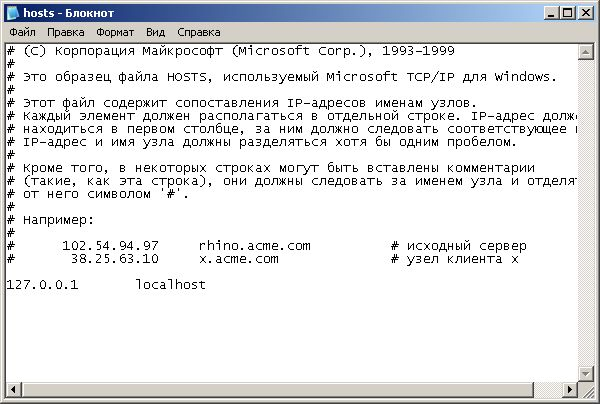 hosts - Блокнот
Файл Правка Формат Вид Справка
# (C) Корпорация Майкрософт (Microsoft Corp.), 1993-1999
#
# Это образец файла HOSTS, используемый Microsoft TCP/IP для Windows.
#
# Этот файл содержит сопоставления IP-адресов именам узлов.
# Каждый элемент должен располагаться в отдельной строке. IP-адрес долж
# находиться в первом столбце, за ним должно следовать соответствующее
# IP-адрес и имя узла должны разделяться хотя бы одним пробелом.
#
# Кроме того, в некоторых строках могут быть вставлены комментарии
# (такие, как эта строка), они должны следовать за именем узла и отделят
# от него символом '#'.
#
# Например:
#
#      102.54.94.97     rhino.acme.com          # исходный сервер
#       38.25.63.10     x.acme.com              # узел клиента x

127.0.0.1       localhost